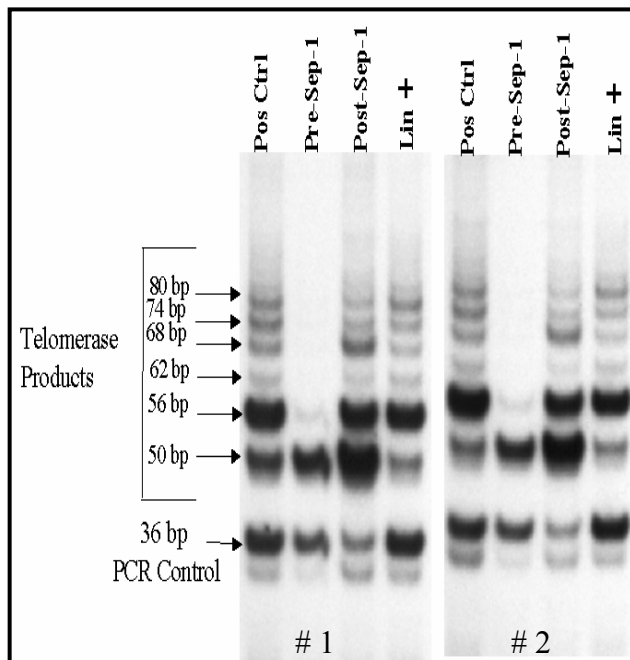 Pos Ctrl
Pre-Sep-1
Post-Sep-1
Lin +
Pos Ctrl
Pre-Sep-1
Post-Sep-1
Lin +
80 bp
74 bp
68 bp
62 bp
56 bp
50 bp
Telomerase
Products
36 bp
PCR Control
# 1
# 2